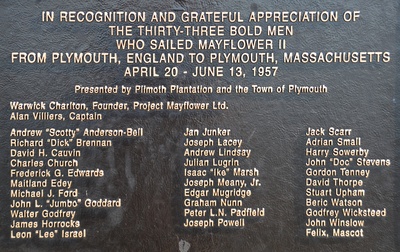 IN RECOGNITION AND GRATEFUL APPRECIATION OF
THE THIRTY-THREE BOLD MEN
WHO SAILED MAYFLOWER II
FROM PLYMOUTH, ENGLAND TO PLYMOUTH, MASSACHUSETTS
APRIL 20 - JUNE 13, 1957
Presented by Plimoth Plantation and the Town of Plymouth
Warwick Charlton, Founder, Project Mayflower Ltd.
Alan Villiers, Captain
Andrew "Scotty" Anderson-Bell
Richard "Dick" Brennan
David H. Cauvin
Charles Church
Frederick G. Edwards
Maitland Edey
Michael J. Ford
John L. "Jumbo" Goddard
Walter Godfrey
James Horrocks
Leon "Lee" Israel
Jan Junker
Joseph Lacey
Andrew Lindsay
Julian Lugrin
Isaac "Ike" Marsh
Joseph Meany, Jr.
Edgar Mugridge
Graham Nunn
Peter L.N. Padfield
Joseph Powell
Jack Scarr
Adrian Small
Harry Sowerby
John "Doc" Stevens
Gordon Tenney
David Thorpe
Stuart Upham
Beric Watson
Godfrey Wicksteed
John Winslow
Felix, Mascot